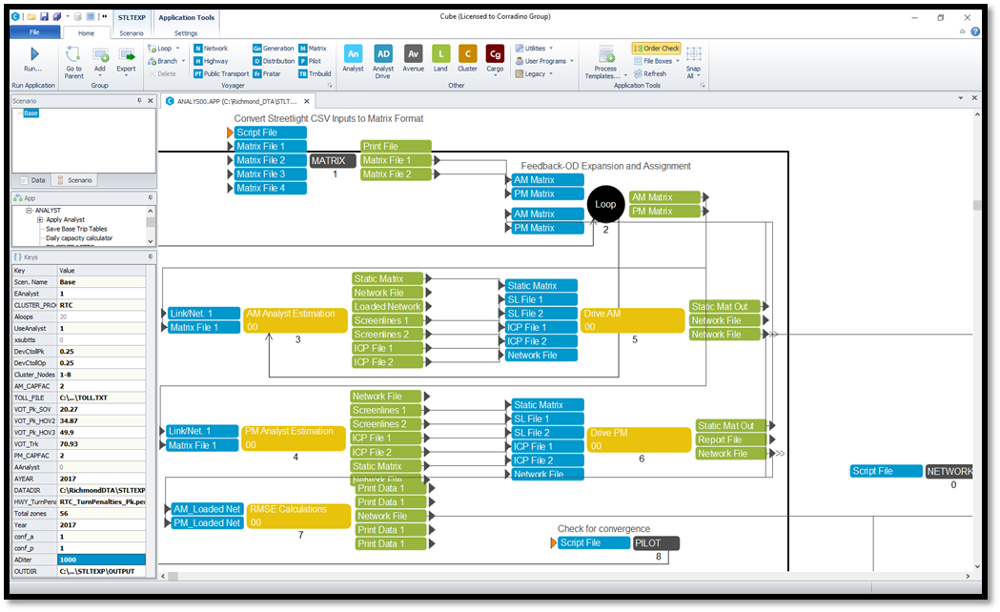 STLTEXP
Application Tools
Cube (Licensed to Corradino Group)
File
Home
Scenario
Settings
Run...
Run Application
Go to Parent
Add
Export
Group
Loop
Branch
Delete
Network
Highway
Public Transport
Generation
Distribution
Fratar
Matrix
Pilot
Trnbuild
Voyager
Analyst
Analyst Drive
Avenue
Land
Cluster
Cargo
Utilities
User Programs
Legacy
Other
Process Templates...
Order Check
File Boxes
Refresh
Snap All
Application Tools
Scenario
Base
Data
Scenario
App
ANALYST
Apply Analyst
Save Base Trip Tables
Daily capacity calculator
Keys
Key Value
Scen. Name Base
EAnalyst 1
CLUSTER_PRO RTC
Aloops 20
UseAnalyst 1
xsubtts 0
DevCtollPk 0.25
DevCtollOp 0.25
Cluster_Nodes 1-8
AM_CAPFAC 2
TOLL_FILE C:\...\TOLL.TXT
VOT_Pk_SOV 20.27
VOT_Pk_HOV2 34.87
VOT_Pk_HOV3 49.9
VOT_Trk 70.93
PM_CAPFAC 2
AAnalyst 0
AYEAR 2017
DATADIR C:\RichmondDTA\STLTEXP
HWY_TurnPena RTC_TurnPenalties_Pk.pe
Total zones 56
Year 2017
conf_a 1
conf_p 1
ADiter 1000
OUTDIR C:\...\STLTEXP\OUTPUT
ANALYS00.APP (C:\Richmond_DTA\STLT...
Convert Streetlight CSV Inputs to Matrix Format
Script File
Matrix File 1
Matrix File 2
Matrix File 3
Matrix File 4
MATRIX
1
Print File
Matrix File 1
Matrix File 2
Feedback-OD Expansion and Assignment
AM Matrix
PM Matrix
AM Matrix
PM Matrix
Loop
2
AM Matrix
PM Matrix
Link/Net. 1
Matrix File 1
AM Analyst Estimation
00
3
Static Matrix
Network File
Loaded Network
Screenlines 1
Screenlines 2
ICP File 1
ICP File 2
Static Matrix
SL File 1
SL File 2
ICP File 1
ICP File 2
Network File
Drive AM
00
5
Static Mat Out
Network File
Network File
Link/Net. 1
Matrix File 1
PM Analyst Estimation
00
4
Network File
Screenlines 1
Screenlines 2
ICP File 1
ICP File 2
Static Matrix
Network File
Static Matrix
SL File 1
SL File 2
ICP File 1
ICP File 2
Network File
Drive PM
00
6
Static Mat Out
Report File
Network File
Script File
NETWORK
0
AM_Loaded Net
PM_Loaded Net
RMSE Calculations
00
7
Print Data 1
Print Data 1
Network File
Print Data 1
Print Data 1
Check for convergence
Script File
PILOT
8